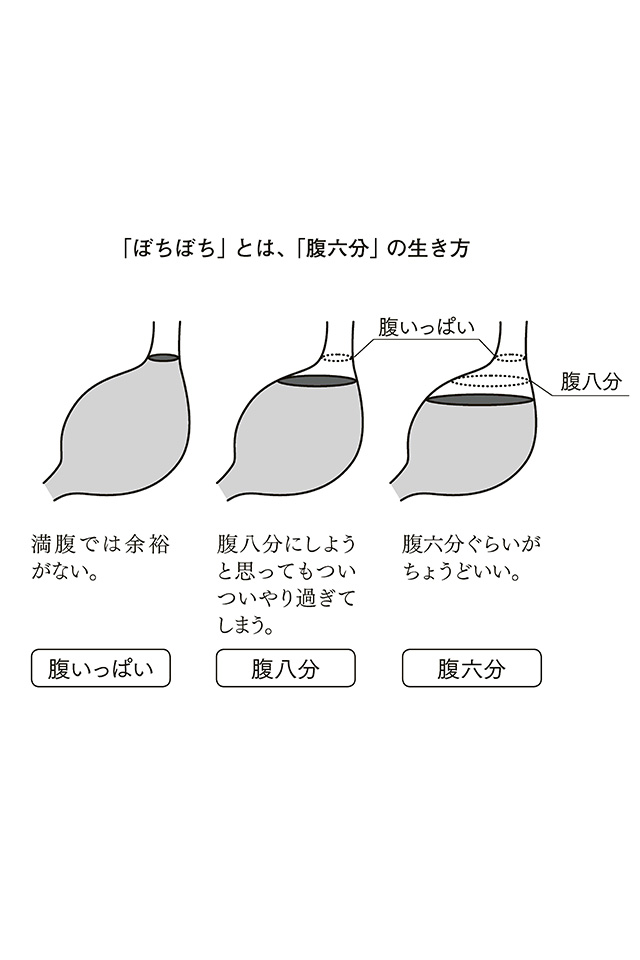 「ぼちぼち」とは、「腹六分」の生き方
腹いっぱい
腹八分
満腹では余裕
がない。
腹八分にしよう
と思ってもつい
ついやり過ぎて
しまう。
腹六分ぐらいが
ちょうどいい。
腹いっぱい
腹八分
腹六分